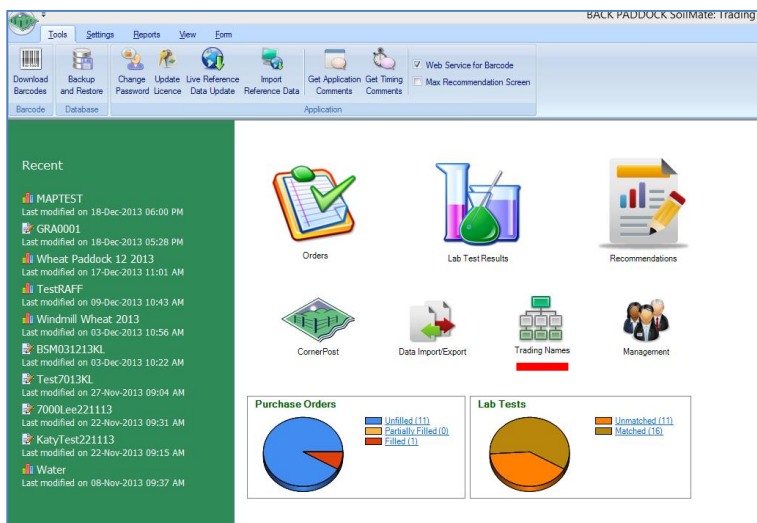 BACK PADDOCK SoilMate: Trading
Tools Settings Reports View Form
Download Barcodes
Backup and Restore
Change Password
Update Licence
Live Reference Data Update
Import Reference Data
Get Application Comments
Get Timing Comments
Web Service for Barcode
Max Recommendation Screen
Barcode Database Application
Recent
MAPTEST
Last modified on 18-Dec-2013 06:00 PM
GRA0001
Last modified on 18-Dec-2013 05:28 PM
Wheat Paddock 12 2013
Last modified on 17-Dec-2013 11:01 AM
TestRAFF
Last modified on 09-Dec-2013 10:43 AM
Windmill Wheat 2013
Last modified on 03-Dec-2013 10:56 AM
BSM031213KL
Last modified on 03-Dec-2013 10:22 AM
Test7013KL
Last modified on 27-Nov-2013 09:04 AM
7000Lee221113
Last modified on 22-Nov-2013 09:31 AM
KatyTest221113
Last modified on 22-Nov-2013 09:15 AM
Water
Last modified on 08-Nov-2013 09:37 AM
Orders
Lab Test Results
Recommendations
CornerPost
Data Import/Export
Trading Names
Management
Purchase Orders
Unfilled (11)
Partially Filled (0)
Filled (1)
Lab Tests
Unmatched (11)
Matched (16)